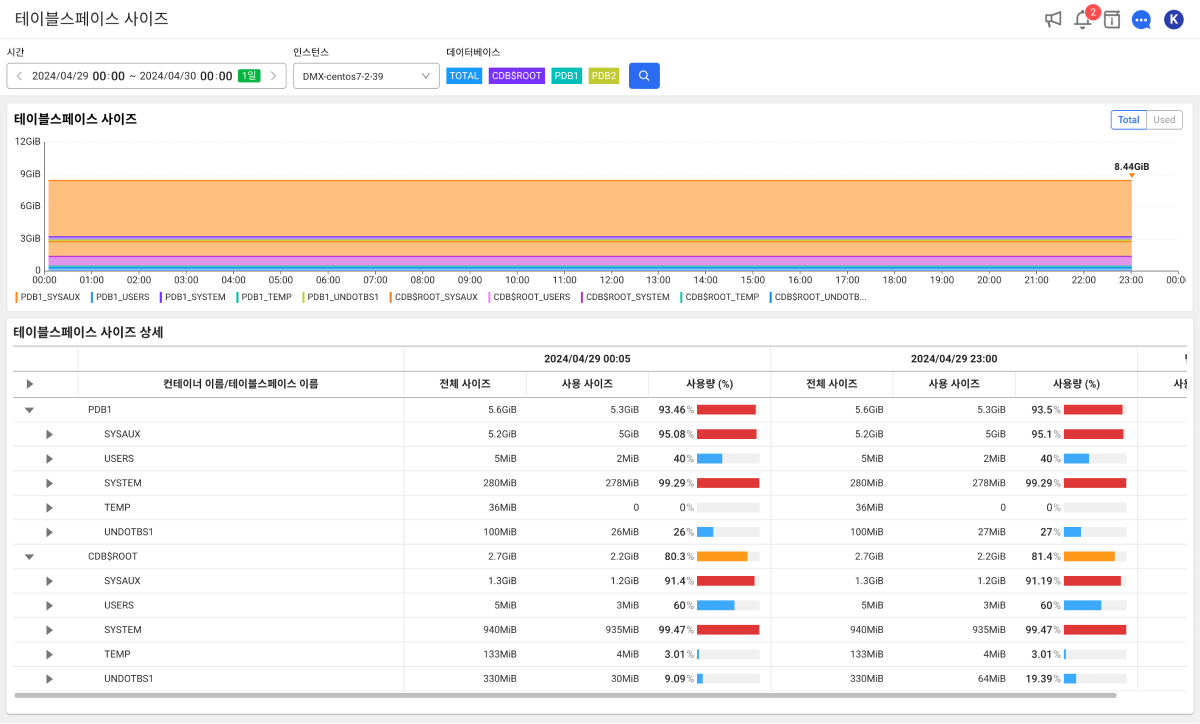 테이블스페이스 사이즈
2
K
시간
인스턴스
데이터베이스
2024/04/29 00:00 ~ 2024/04/30 00:00 1일
DMX-centos7-2-39
TOTAL CDB$ROOT PDB1 PDB2
테이블스페이스 사이즈
Total Used
12GiB
9GiB
6GiB
3GiB
0
8.44GiB
00:00 01:00 02:00 03:00 04:00 05:00 06:00 07:00 08:00 09:00 10:00 11:00 12:00 13:00 14:00 15:00 16:00 17:00 18:00 19:00 20:00 21:00 22:00 23:00 00:0
PDB1_SYSAUX PDB1_USERS PDB1_SYSTEM PDB1_TEMP PDB1_UNDOTBS1 CDB$ROOT_SYSAUX CDB$ROOT_USERS CDB$ROOT_SYSTEM CDB$ROOT_TEMP CDB$ROOT_UNDOTB...
테이블스페이스 사이즈 상세
2024/04/29 00:05 2024/04/29 23:00
컨테이너 이름/테이블스페이스 이름 전체 사이즈 사용 사이즈 사용량 (%) 전체 사이즈 사용 사이즈 사용량 (%)
PDB1 5.6GiB 5.3GiB 93.46% 5.6GiB 5.3GiB 93.5%
SYSAUX 5.2GiB 5GiB 95.08% 5.2GiB 5GiB 95.1%
USERS 5MiB 2MiB 40% 5MiB 2MiB 40%
SYSTEM 280MiB 278MiB 99.29% 280MiB 278MiB 99.29%
TEMP 36MiB 0 0% 36MiB 0 0%
UNDOTBS1 100MiB 26MiB 26% 100MiB 27MiB 27%
CDB$ROOT 2.7GiB 2.2GiB 80.3% 2.7GiB 2.2GiB 81.4%
SYSAUX 1.3GiB 1.2GiB 91.4% 1.3GiB 1.2GiB 91.19%
USERS 5MiB 3MiB 60% 5MiB 3MiB 60%
SYSTEM 940MiB 935MiB 99.47% 940MiB 935MiB 99.47%
TEMP 133MiB 4MiB 3.01% 133MiB 4MiB 3.01%
UNDOTBS1 330MiB 30MiB 9.09% 330MiB 64MiB 19.39%